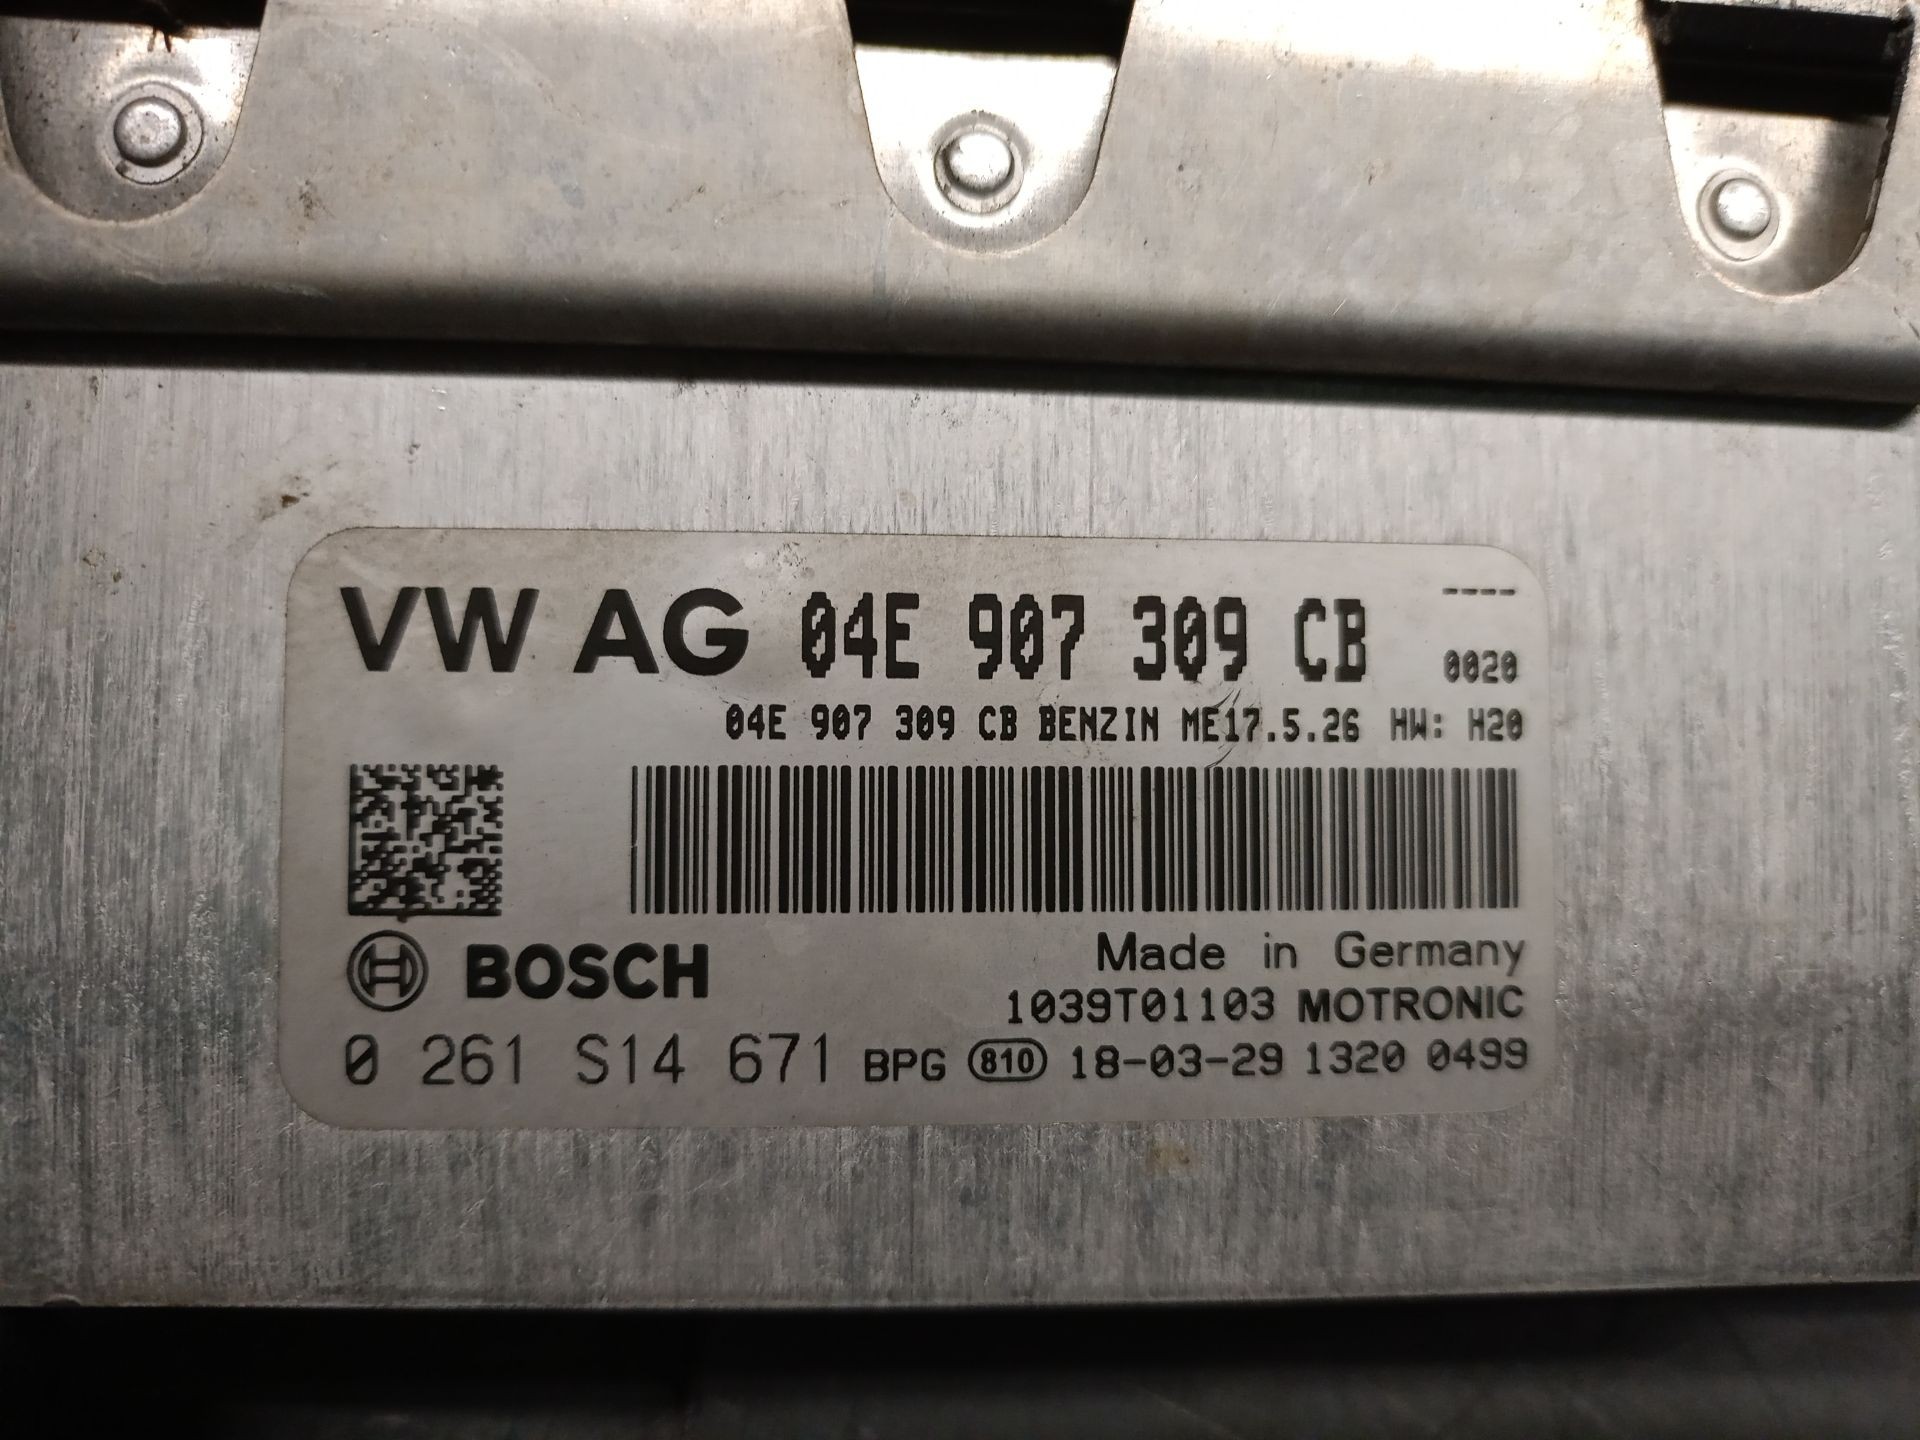 VW AG 04E 907 309 CB ----
0020
04E 907 309 CB BENZIN ME17.5.26 HW: H20
BOSCH
Made in Germany
1039T01103 MOTRONIC
0 261 S14 671 BPG 810 18-03-29 1320 0499